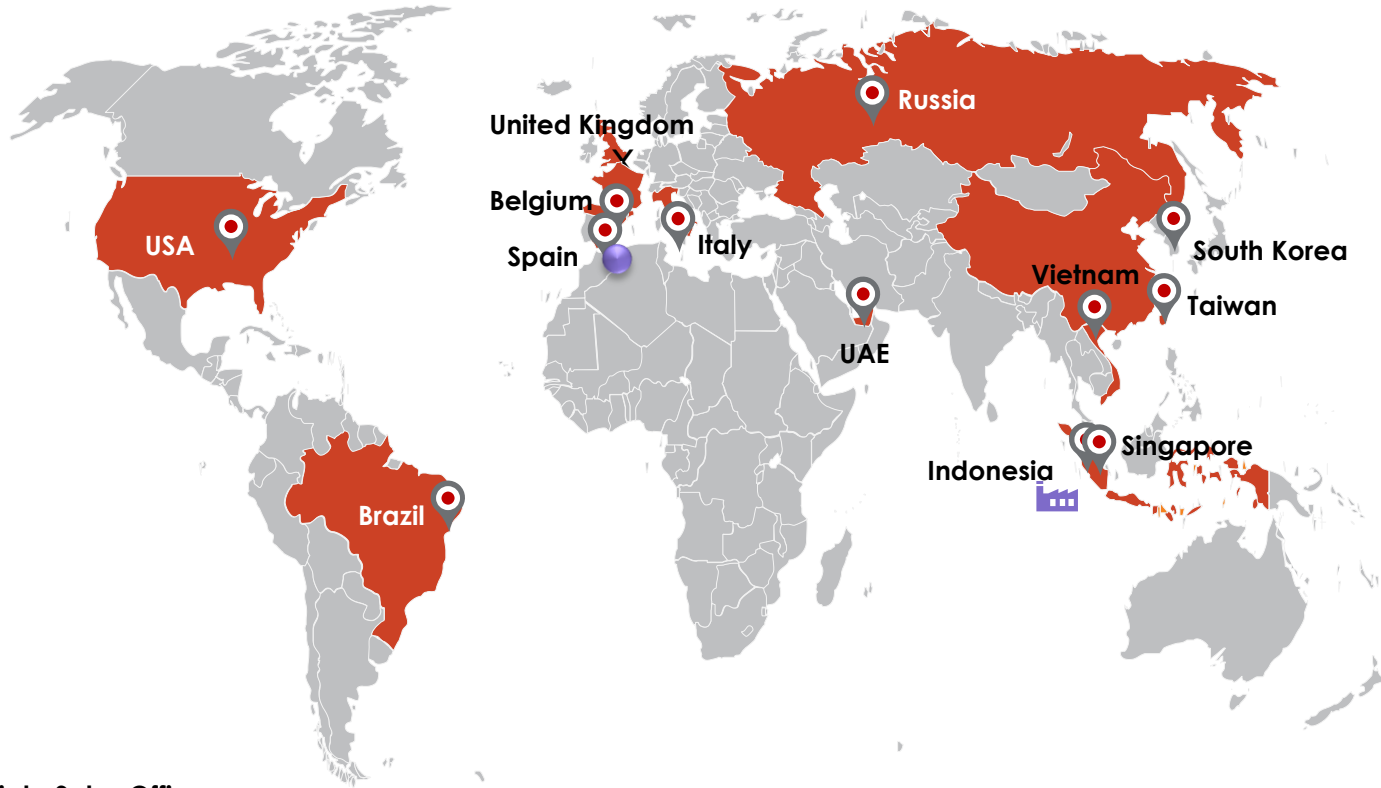 Russia
United Kingdom
Belgium
USA
Italy
Spain
South Korea
Vietnam
Taiwan
UAE
Singapore
Indonesia
Brazil